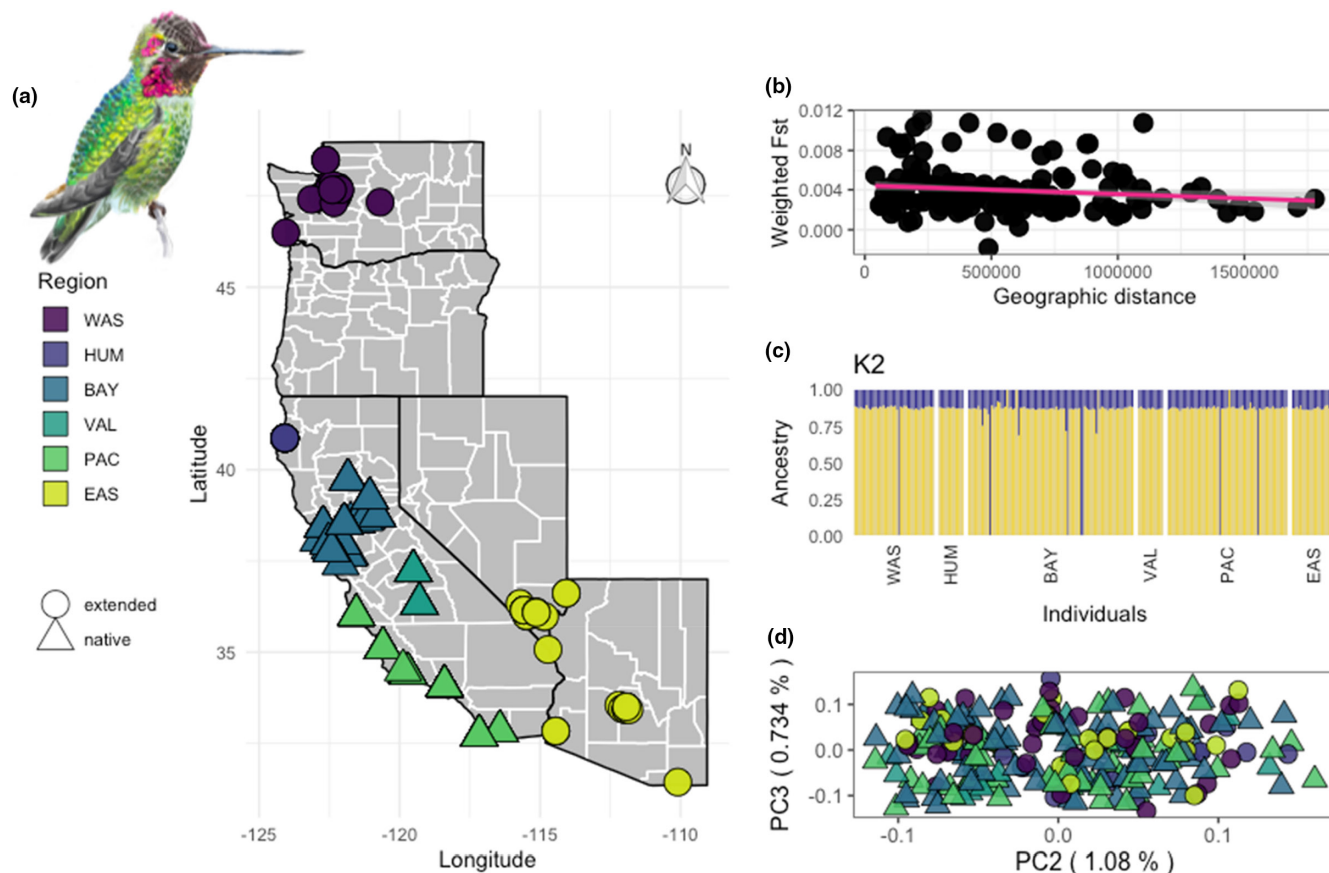 (a)
Region
WAS
HUM
BAY
VAL
PAC
EAS
extended
native
N
Latitude
45
40
35
-125
-120
-115
-110
Longitude
(b)
Weighted Fst
0.012
0.008
0.004
0.000
0
500000
1000000
1500000
Geographic distance
(c)
K2
Ancestry
1.00
0.75
0.50
0.25
0.00
WAS
HUM
BAY
VAL
PAC
EAS
Individuals
(d)
PC3 ( 0.734 % )
0.1
0.0
-0.1
-0.1
0.0
0.1
PC2 ( 1.08 % )